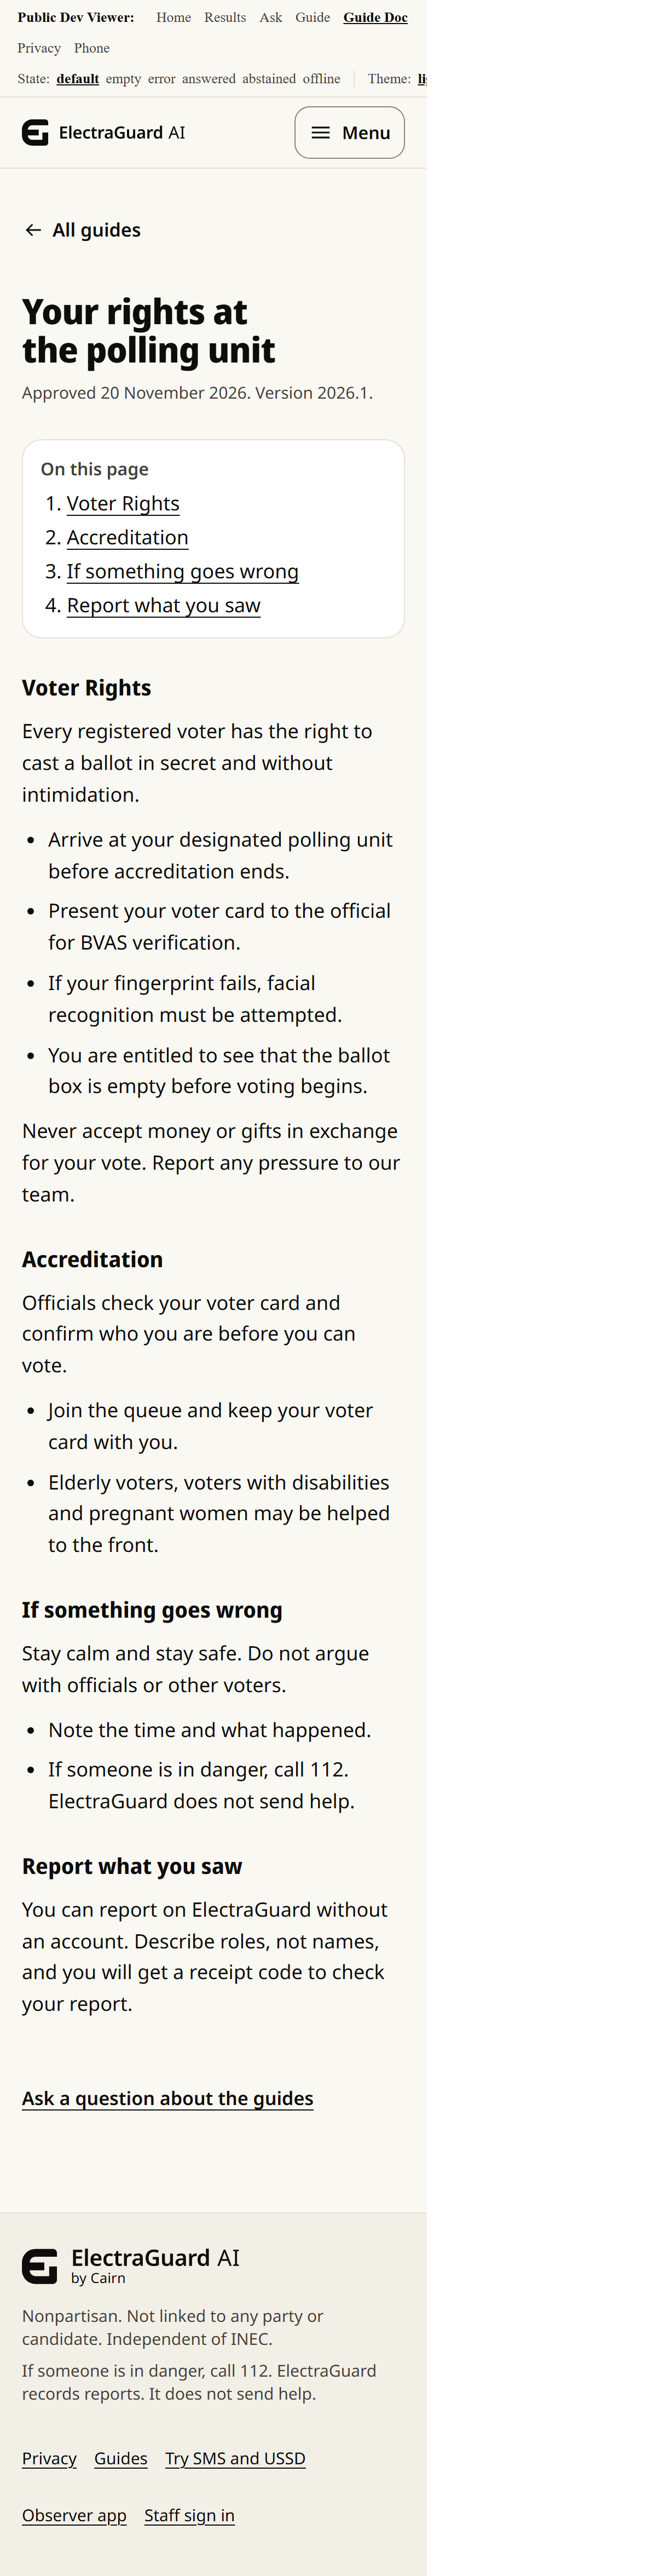 Public Dev Viewer: Home Results Ask Guide Guide Doc
Privacy Phone
State: default empty error answered abstained offline Theme:
ElectraGuard AI
Menu
← All guides
Your rights at
the polling unit
Approved 20 November 2026. Version 2026.1.
On this page
1. Voter Rights
2. Accreditation
3. If something goes wrong
4. Report what you saw
Voter Rights
Every registered voter has the right to
cast a ballot in secret and without
intimidation.
• Arrive at your designated polling unit
before accreditation ends.
• Present your voter card to the official
for BVAS verification.
• If your fingerprint fails, facial
recognition must be attempted.
• You are entitled to see that the ballot
box is empty before voting begins.
Never accept money or gifts in exchange
for your vote. Report any pressure to our
team.
Accreditation
Officials check your voter card and
confirm who you are before you can
vote.
• Join the queue and keep your voter
card with you.
• Elderly voters, voters with disabilities
and pregnant women may be helped
to the front.
If something goes wrong
Stay calm and stay safe. Do not argue
with officials or other voters.
• Note the time and what happened.
• If someone is in danger, call 112.
ElectraGuard does not send help.
Report what you saw
You can report on ElectraGuard without
an account. Describe roles, not names,
and you will get a receipt code to check
your report.
Ask a question about the guides
ElectraGuard AI
by Cairn
Nonpartisan. Not linked to any party or
candidate. Independent of INEC.
If someone is in danger, call 112. ElectraGuard
records reports. It does not send help.
Privacy Guides Try SMS and USSD
Observer app Staff sign in